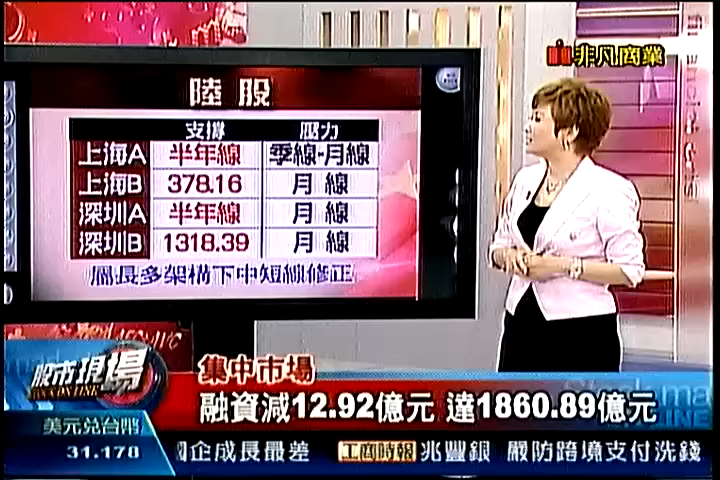 非凡商業
陸股
支撐 壓力
上海A 半年線 季線-月線
上海B 378.16 月線
深圳A 半年線 月線
深圳B 1318.39 月線
屬長多架構下中短線修正
股市現場
集中市場
融資減12.92億元 達1860.89億元
美元兌台幣
31.178
企成長最差 工商時報 兆豐銀 嚴防跨境支付洗錢